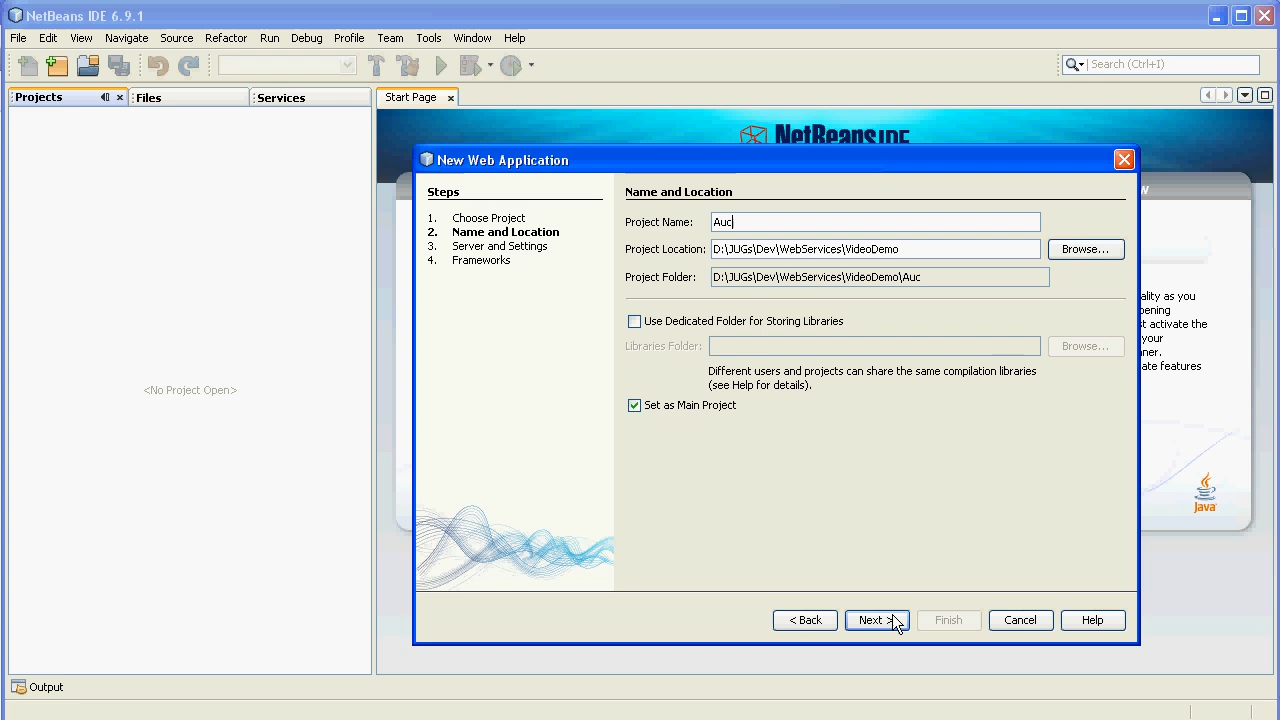 NetBeans IDE 6.9.1
File Edit View Navigate Source Refactor Run Debug Profile Team Tools Window Help
Search (Ctrl+I)
Projects Files Services
Start Page
NetBeans IDE
New Web Application
Steps
1. Choose Project
2. Name and Location
3. Server and Settings
4. Frameworks
Name and Location
Project Name: Auc
Project Location: D:\JUGs\Dev\WebServices\VideoDemo Browse...
Project Folder: D:\JUGs\Dev\WebServices\VideoDemo\Auc
Use Dedicated Folder for Storing Libraries
Libraries Folder: Browse...
Different users and projects can share the same compilation libraries
(see Help for details).
Set as Main Project
< Back Next > Finish Cancel Help
<No Project Open>
W
ality as you
pening
t activate the
your
ner.
ate features
Java
Output